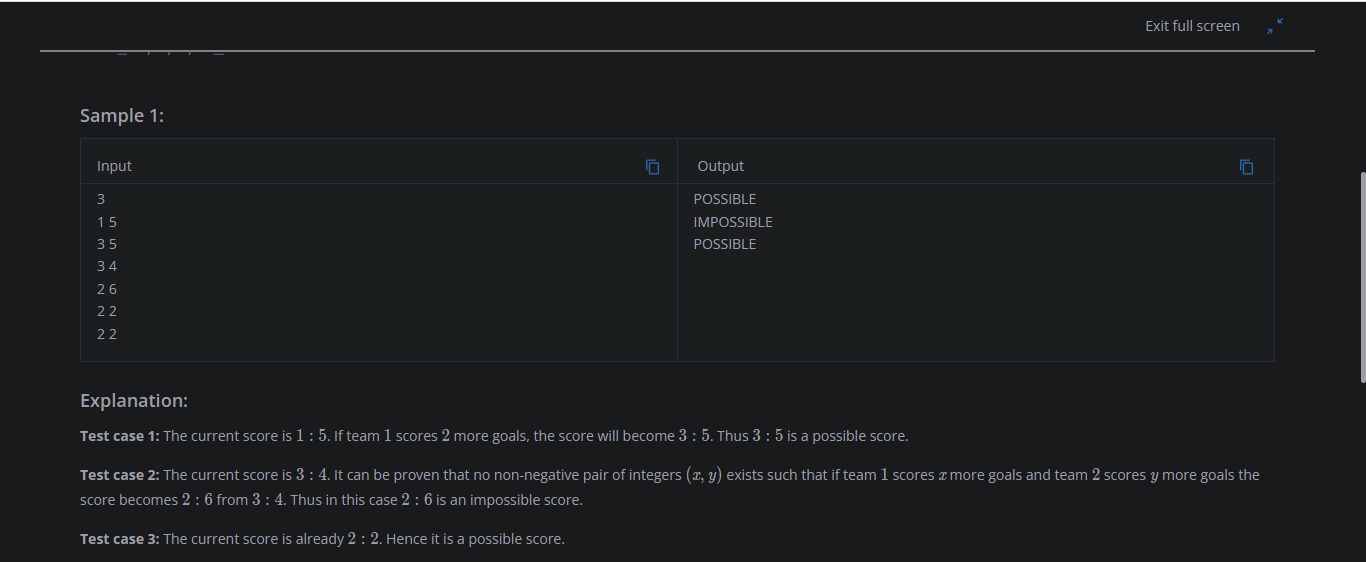 Exit full screen
Sample 1:
Input
Output
3
1 5
3 5
3 4
2 6
2 2
2 2
POSSIBLE
IMPOSSIBLE
POSSIBLE
Explanation:
Test case 1: The current score is 1 : 5. If team 1 scores 2 more goals, the score will become 3 : 5. Thus 3 : 5 is a possible score.
Test case 2: The current score is 3 : 4. It can be proven that no non-negative pair of integers (x, y) exists such that if team 1 scores x more goals and team 2 scores y more goals the
score becomes 2 : 6 from 3 : 4. Thus in this case 2 : 6 is an impossible score.
Test case 3: The current score is already 2 : 2. Hence it is a possible score.